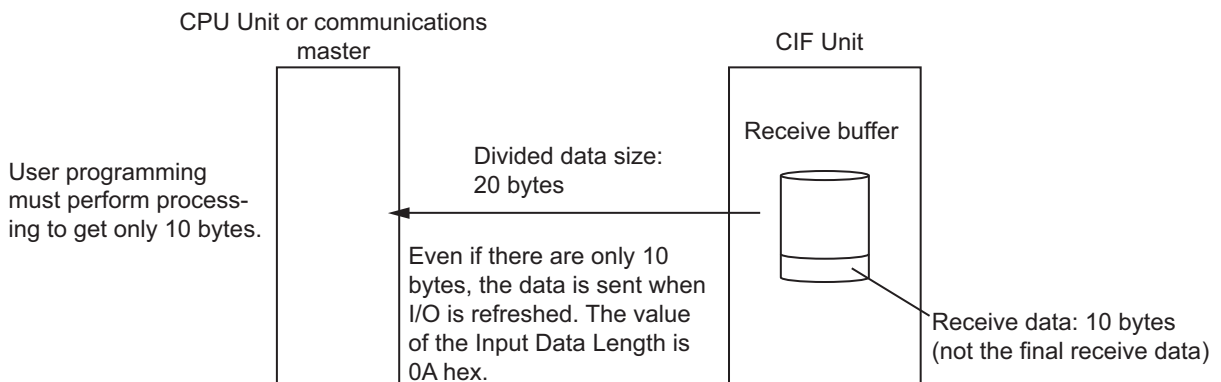 CPU Unit or communications
master
CIF Unit
Receive buffer
Divided data size:
20 bytes
User programming
must perform process-
ing to get only 10 bytes.
Even if there are only 10
bytes, the data is sent when
I/O is refreshed. The value
of the Input Data Length is
0A hex.
Receive data: 10 bytes
(not the final receive data)